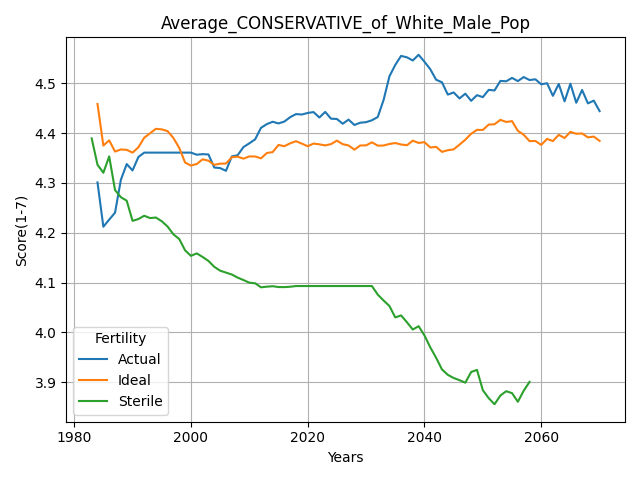 Average_CONSERVATIVE_of_White_Male_Pop
Score(1-7)
4.5
4.4
4.3
4.2
4.1
4.0
3.9
Fertility
Actual
Ideal
Sterile
1980
2000
2020
2040
2060
Years